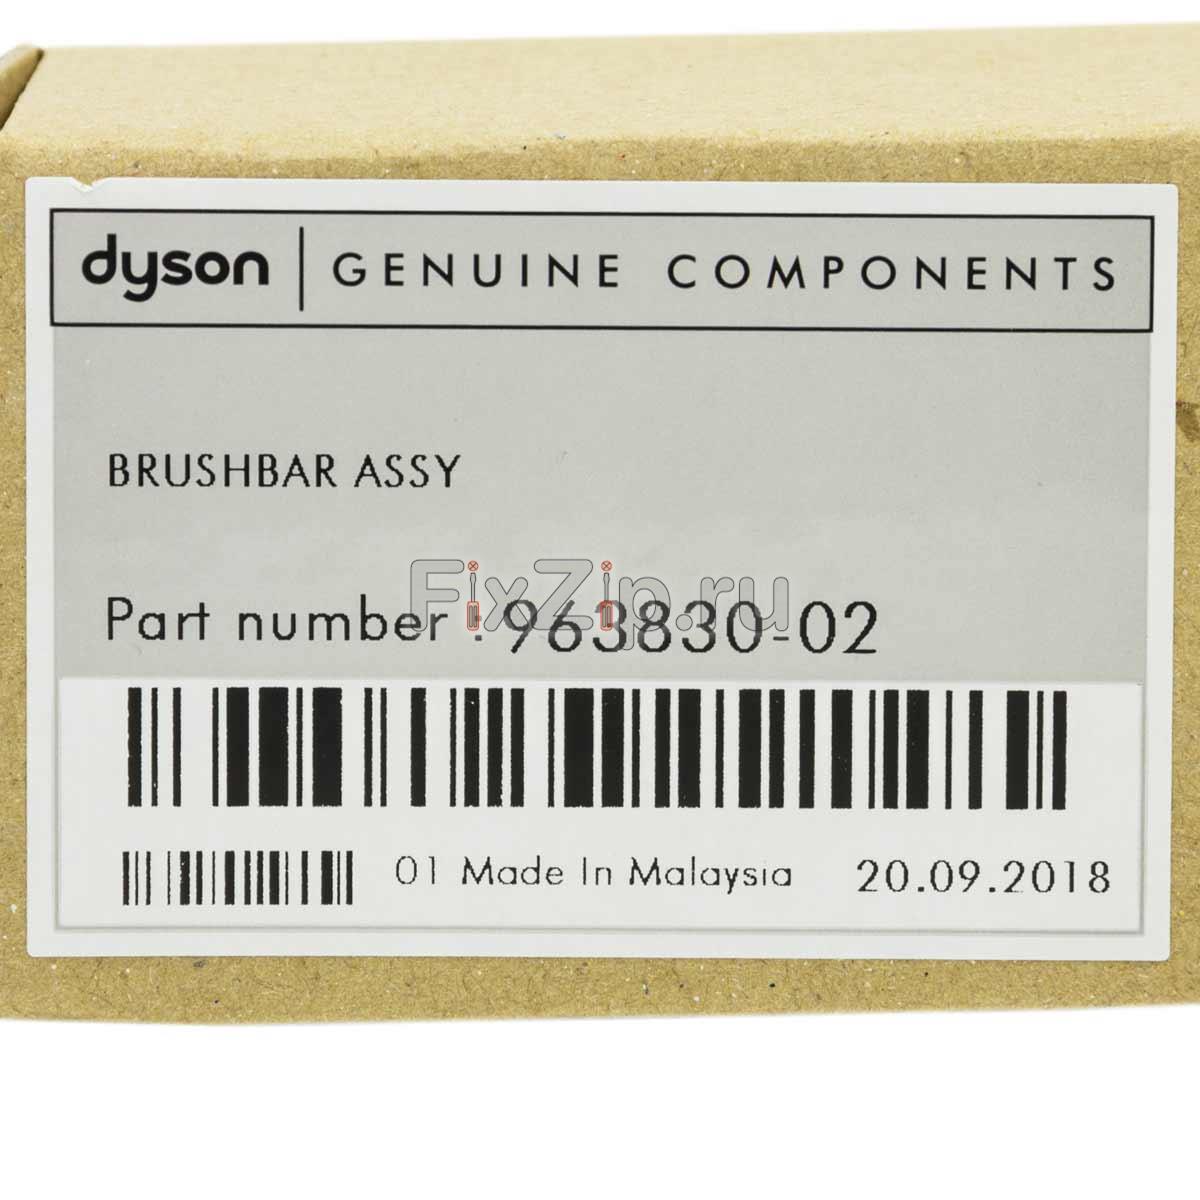 dyson GENUINE COMPONENTS
BRUSHBAR ASSY
FixZip.ru
Part number : 963830-02
01 Made In Malaysia 20.09.2018